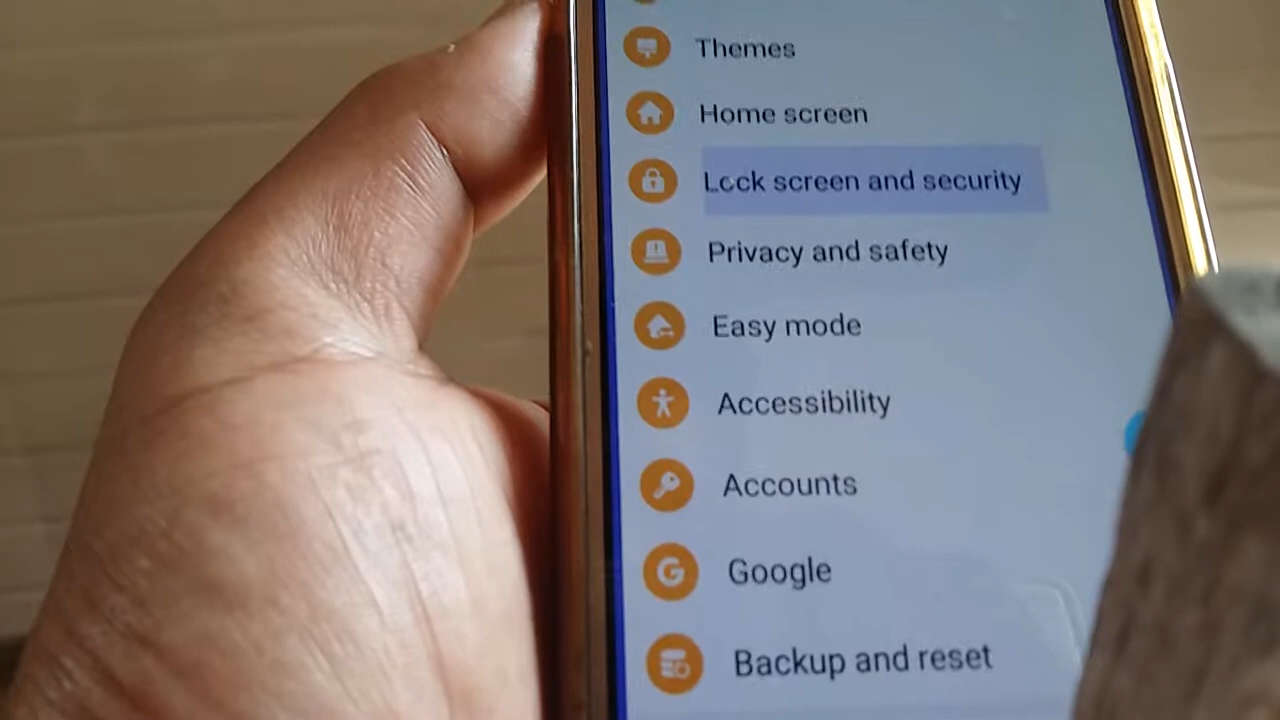 Themes
Home screen
Lock screen and security
Privacy and safety
Easy mode
Accessibility
Accounts
Google
Backup and reset